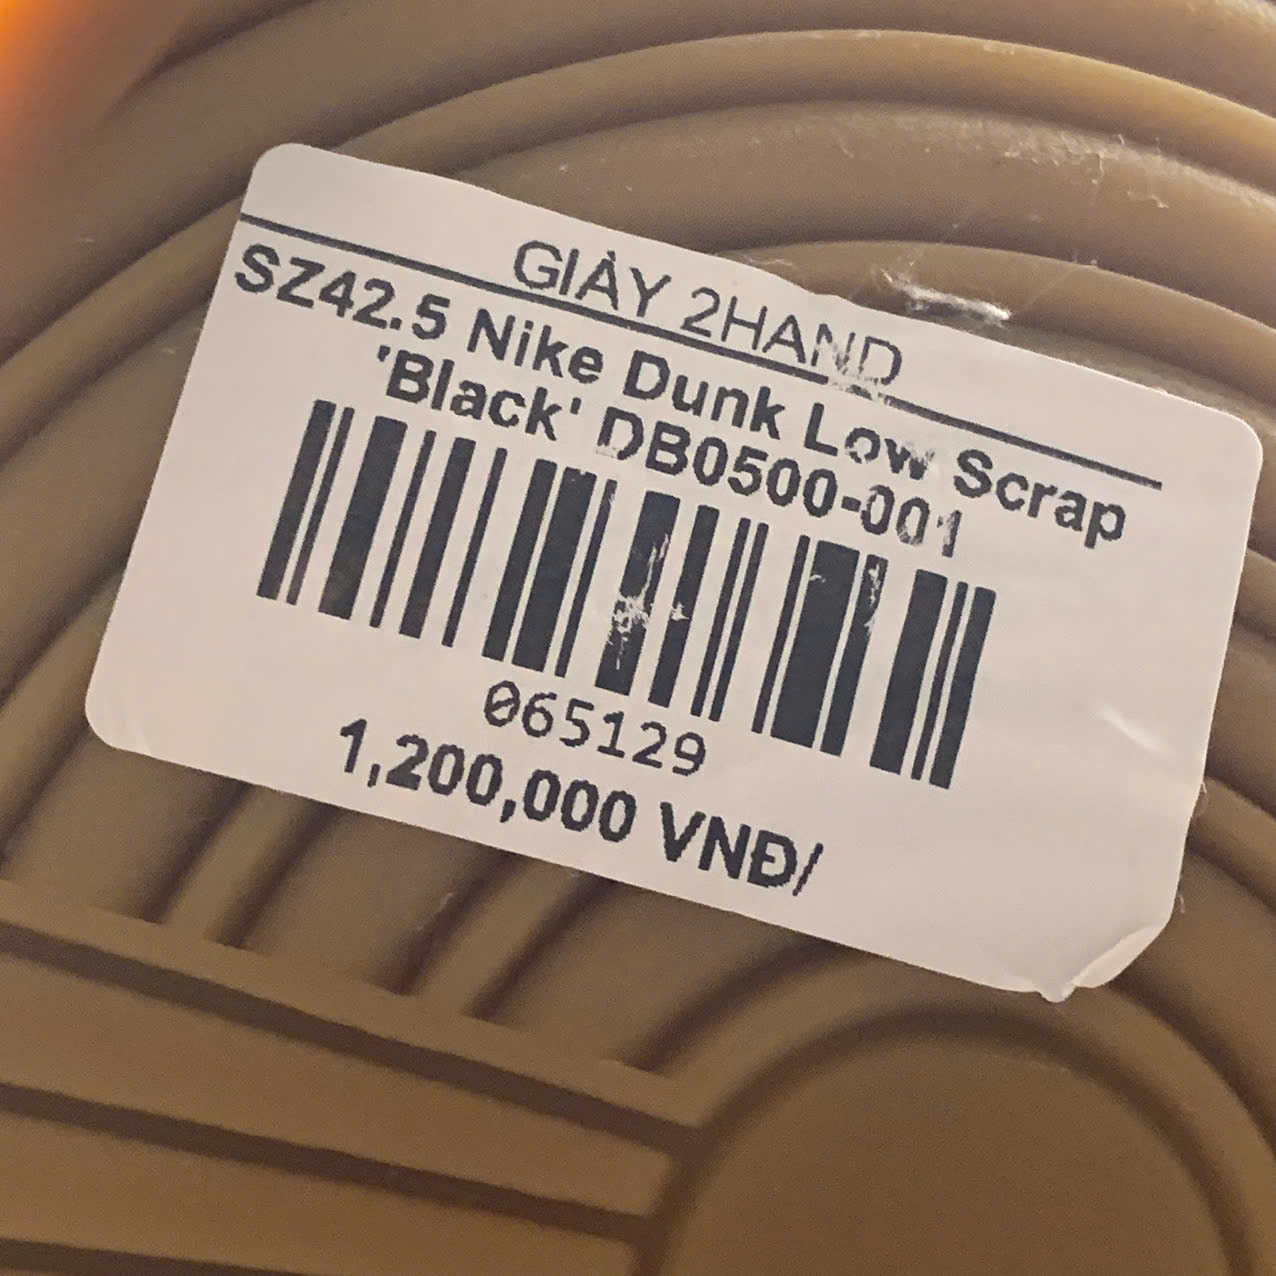 GIÀY 2HAND
SZ42.5 Nike Dunk Low Scrap
'Black' DB0500-001
065129
1,200,000 VNĐ/